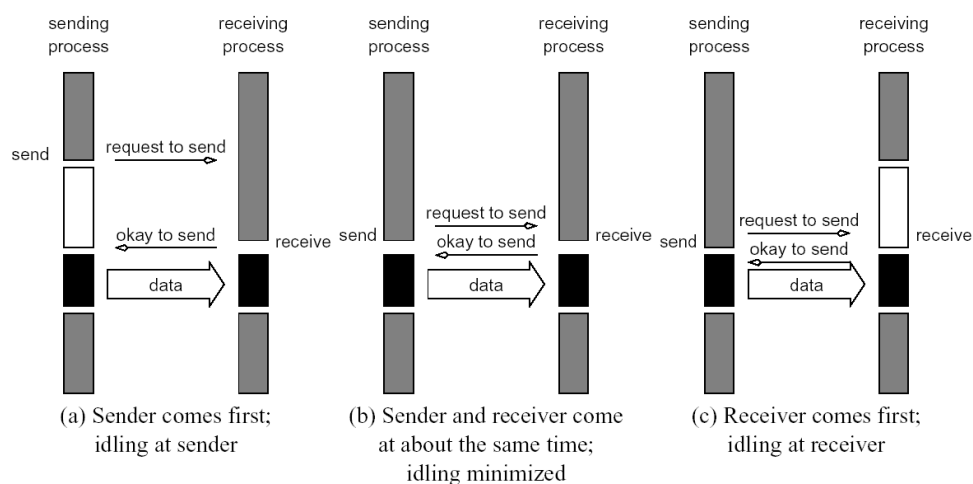 sending
process
receiving
process
send
request to send
okay to send
receive
data
(a) Sender comes first;
idling at sender
sending
process
receiving
process
send
request to send
okay to send
receive
data
(b) Sender and receiver come
at about the same time;
idling minimized
sending
process
receiving
process
send
request to send
okay to send
receive
data
(c) Receiver comes first;
idling at receiver